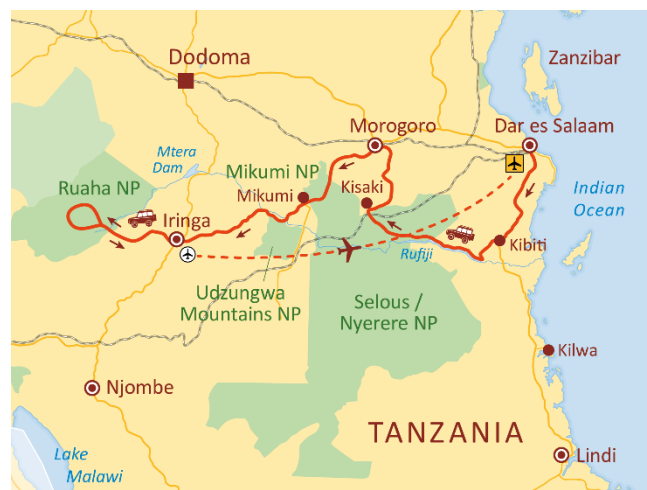 Dodoma
Zanzibar
Morogoro
Dar es Salaam
Mtera
Dam
Mikumi NP
Ruaha NP
Mikumi
Kisaki
Indian
Ocean
Iringa
Kibiti
Rufiji
Udzungwa
Mountains NP
Selous /
Nyerere NP
Kilwa
Njombe
TANZANIA
Lindi
Lake
Malawi